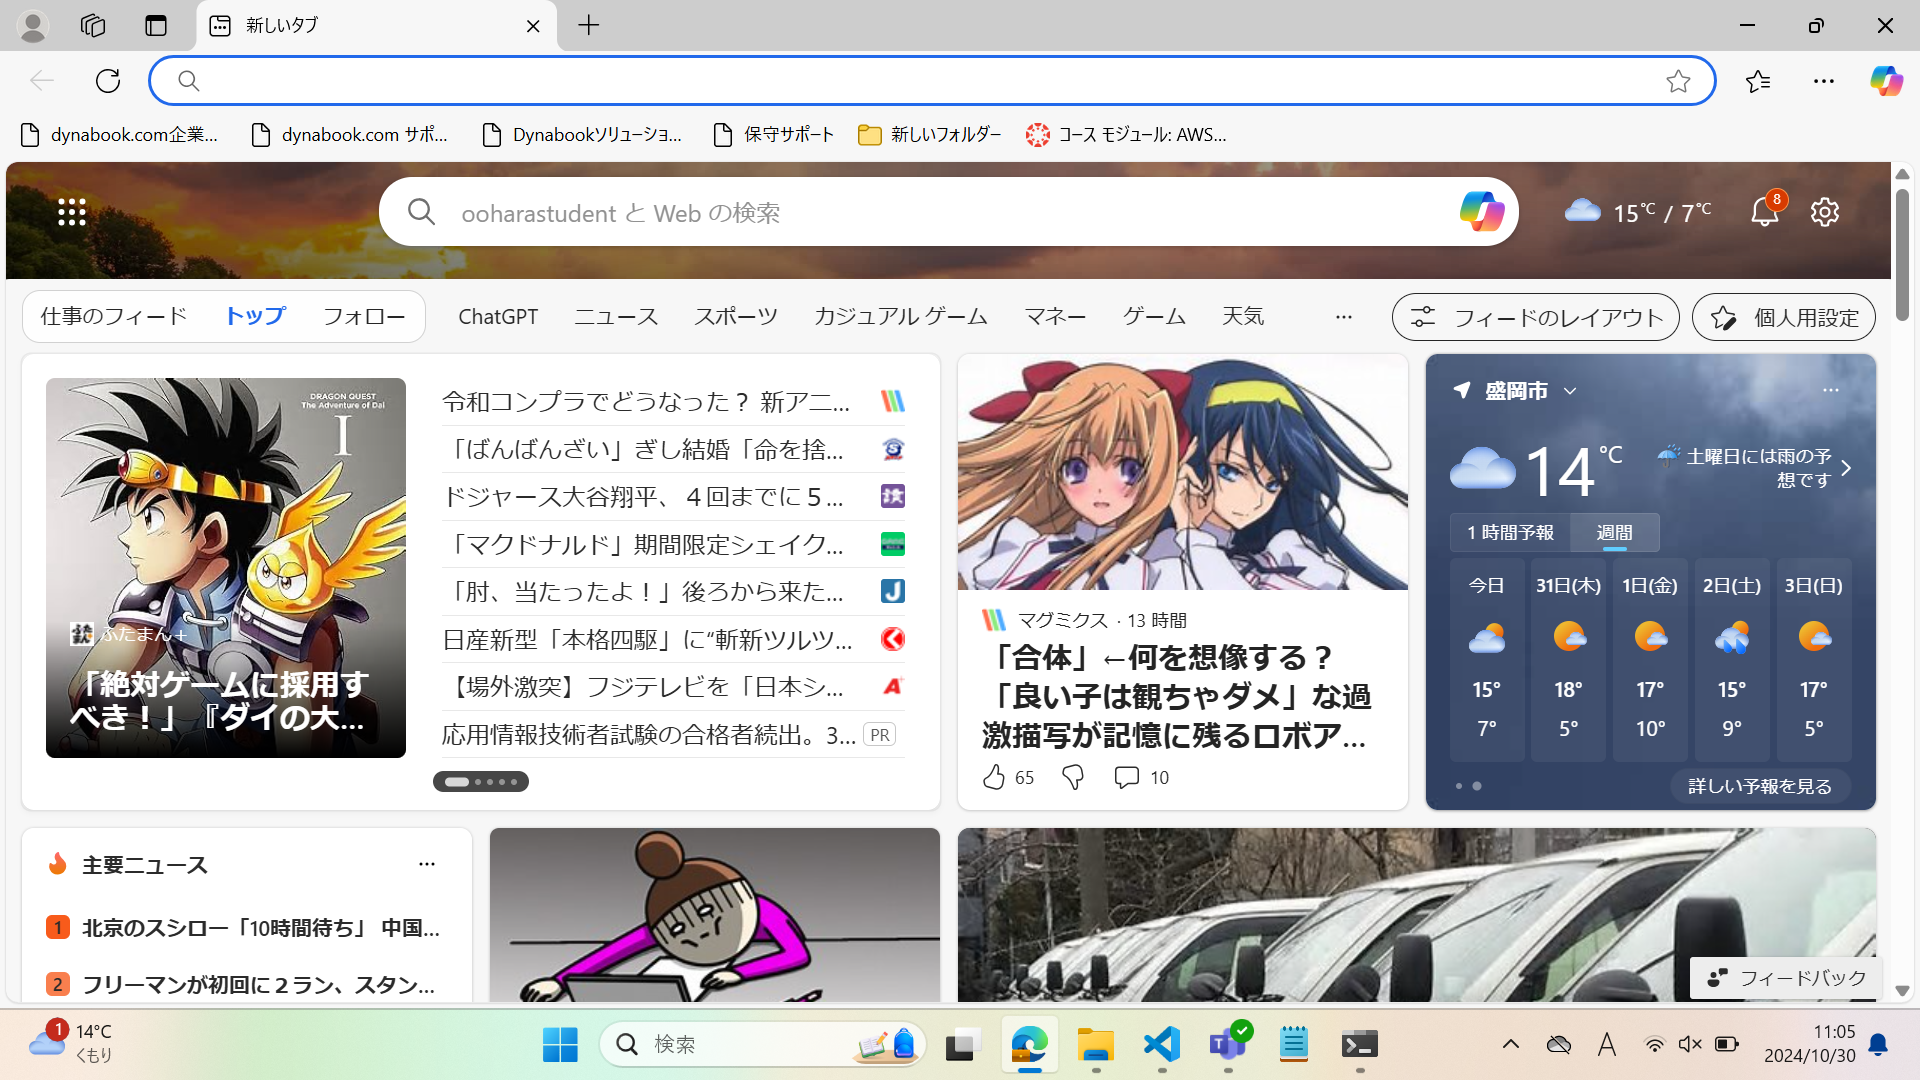 新しいタブ
dynabook.com企業...
dynabook.com サポ...
Dynabookソリューショ...
保守サポート
新しいフォルダー
コース モジュール: AWS...
ooharastudent と Web の検索
15℃ / 7℃
8
仕事のフィード
トップ
フォロー
ChatGPT
ニュース
スポーツ
カジュアル ゲーム
マネー
ゲーム
天気
フィードのレイアウト
個人用設定
DRAGON QUEST
The Adventure of Dai
I
ふたまん+
「絶対ゲームに採用す
べき！」『ダイの大...
令和コンプラでどうなった？ 新アニ...
「ばんばんざい」ぎし結婚「命を捨...
ドジャース大谷翔平、４回までに５...
「マクドナルド」期間限定シェイク...
「肘、当たったよ！」後ろから来た...
日産新型「本格四駆」に“斬新ツルツ...
【場外激突】フジテレビを「日本シ...
応用情報技術者試験の合格者続出。3...
PR
マグミクス · 13 時間
「合体」←何を想像する？
「良い子は観ちゃダメ」な過
激描写が記憶に残るロボア...
65
10
盛岡市
14℃
土曜日には雨の予
想です
1 時間予報
週間
今日 31日(木) 1日(金) 2日(土) 3日(日)
15° 18° 17° 15° 17°
7° 5° 10° 9° 5°
詳しい予報を見る
主要ニュース
1 北京のスシロー「10時間待ち」 中国...
2 フリーマンが初回に２ラン、スタン...
フィードバック
1
14°C
くもり
検索
A
11:05
2024/10/30